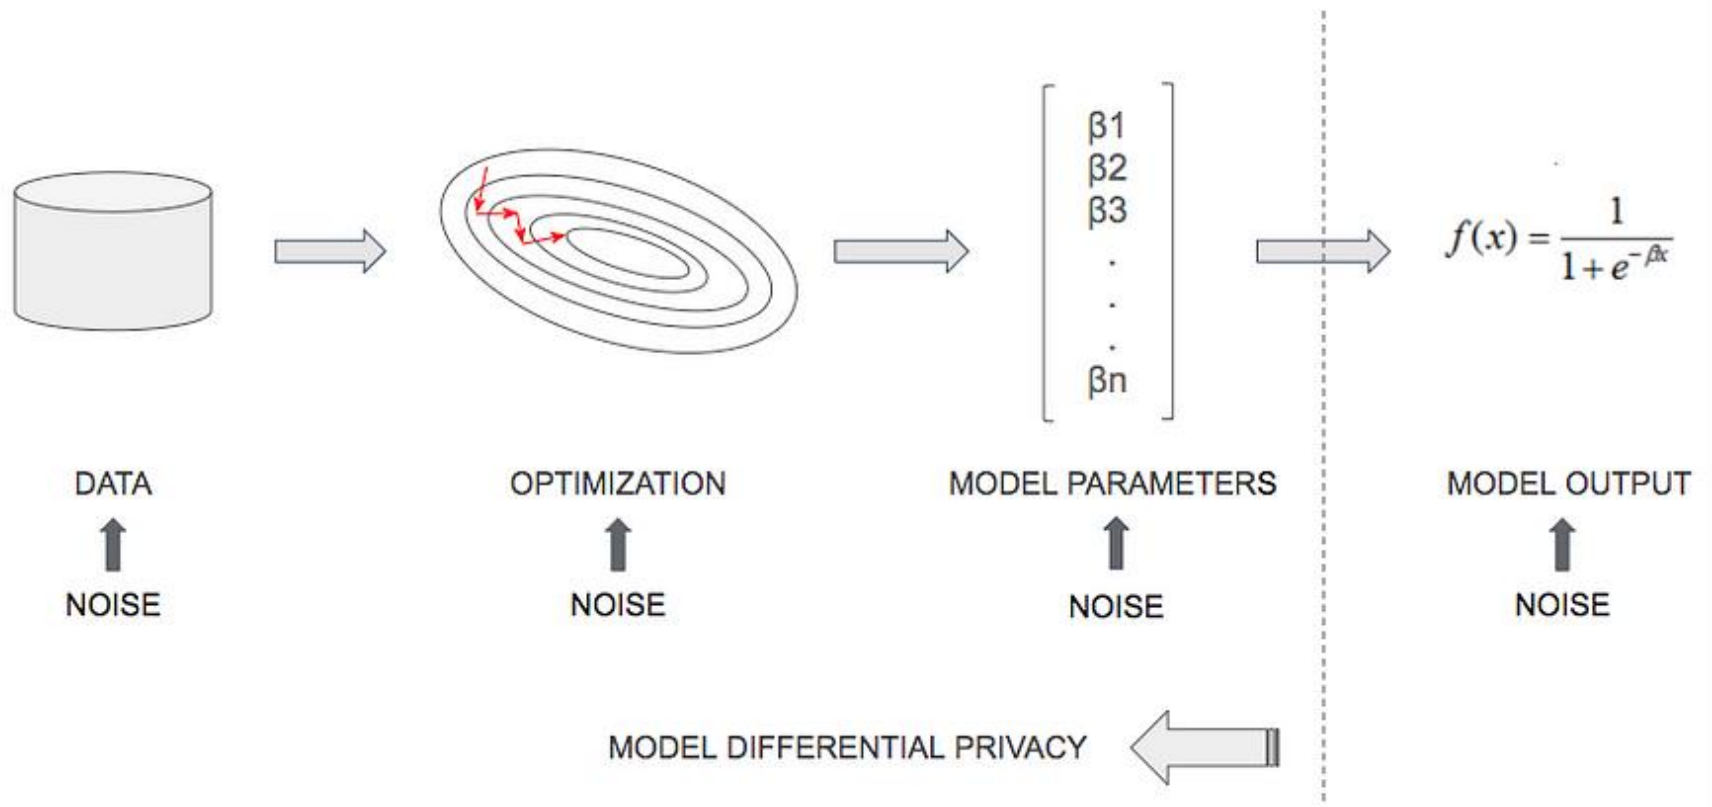 β1
β2
β3
.
.
.
βn
f(x) = 1 / (1 + e^{-βx})
DATA
OPTIMIZATION
MODEL PARAMETERS
MODEL OUTPUT
NOISE
NOISE
NOISE
NOISE
MODEL DIFFERENTIAL PRIVACY